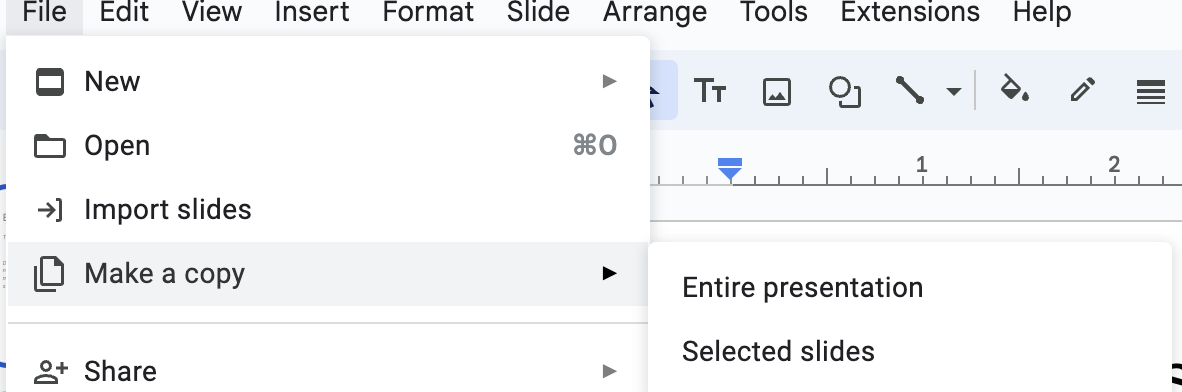 File Edit View Insert Format Slide Arrange Tools Extensions Help
New
Open ⌘O
Import slides
Make a copy
Share
1 2
Entire presentation
Selected slides